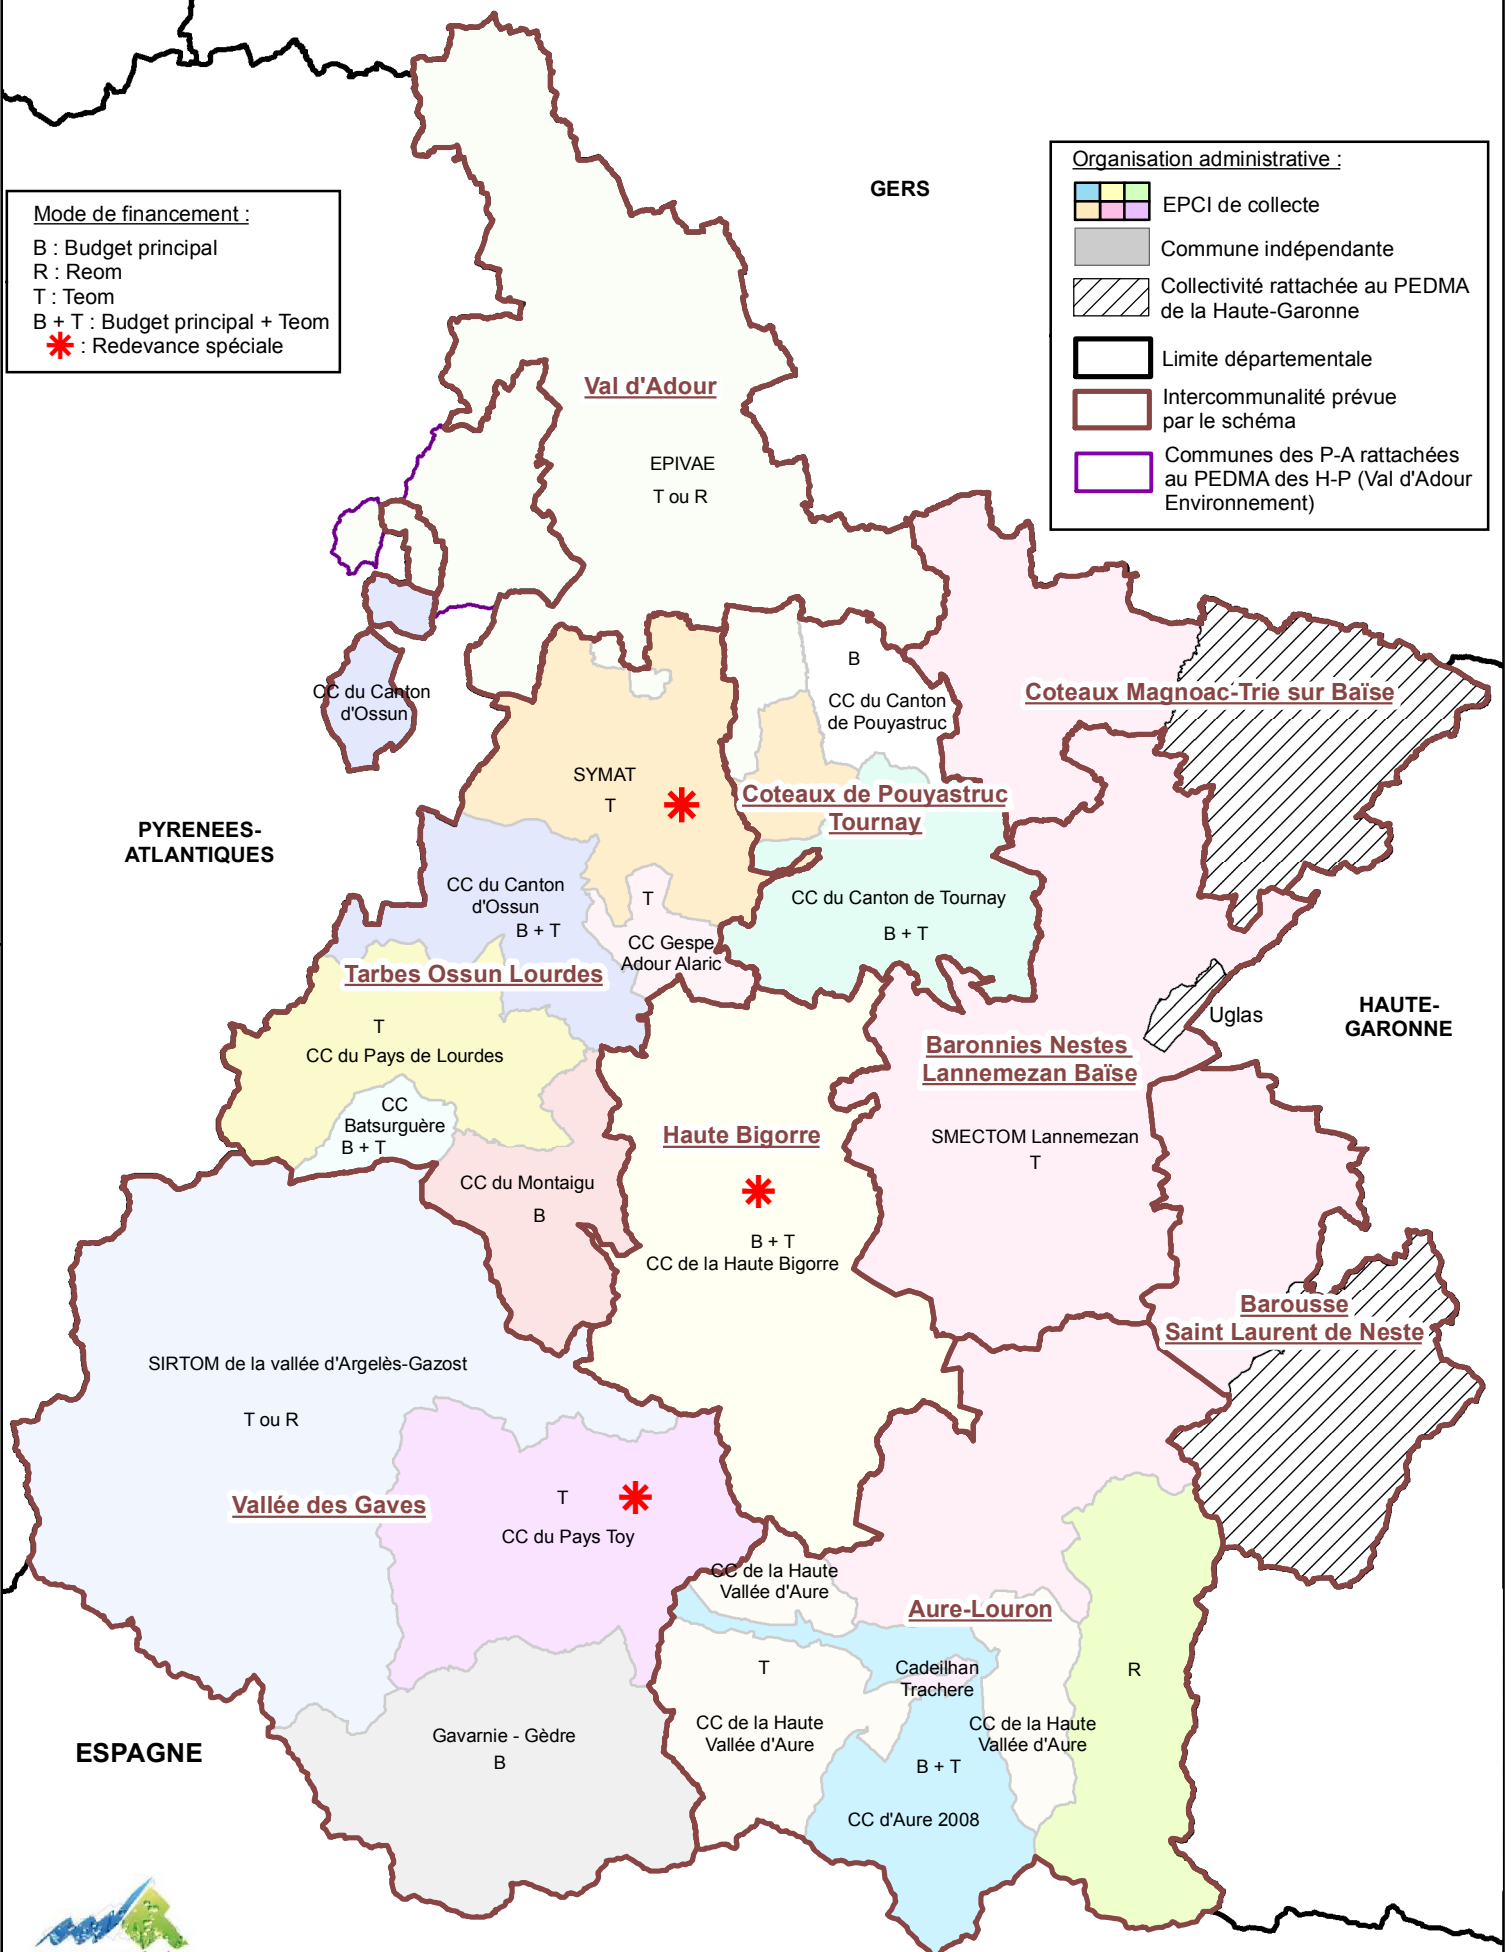 GERS
Mode de financement :
B : Budget principal
R : Reom
T : Teom
B + T : Budget principal + Teom
: Redevance spéciale
Organisation administrative :
EPCI de collecte
Commune indépendante
Collectivité rattachée au PEDMA
de la Haute-Garonne
Limite départementale
Intercommunalité prévue
par le schéma
Communes des P-A rattachées
au PEDMA des H-P (Val d'Adour
Environnement)
Val d'Adour
EPIVAE
T ou R
CC du Canton
d'Ossun
B
CC du Canton
de Pouyastruc
Coteaux Magnoac-Trie sur Baïse
SYMAT
T
Coteaux de Pouyastruc
Tournay
PYRENEES-
ATLANTIQUES
CC du Canton
d'Ossun
B + T
T
CC Gespe
Adour Alaric
CC du Canton de Tournay
B + T
Tarbes Ossun Lourdes
T
CC du Pays de Lourdes
Uglas
HAUTE-
GARONNE
Baronnies Nestes
Lannemezan Baïse
CC
Batsurguère
B + T
Haute Bigorre
SMECTOM Lannemezan
T
CC du Montaigu
B
B + T
CC de la Haute Bigorre
Barousse
Saint Laurent de Neste
SIRTOM de la vallée d'Argelès-Gazost
T ou R
Vallée des Gaves
T
CC du Pays Toy
CC de la Haute
Vallée d'Aure
Aure-Louron
T
Cadeilhan
Trachere
R
CC de la Haute
Vallée d'Aure
CC de la Haute
Vallée d'Aure
Gavarnie - Gèdre
B
ESPAGNE
B + T
CC d'Aure 2008